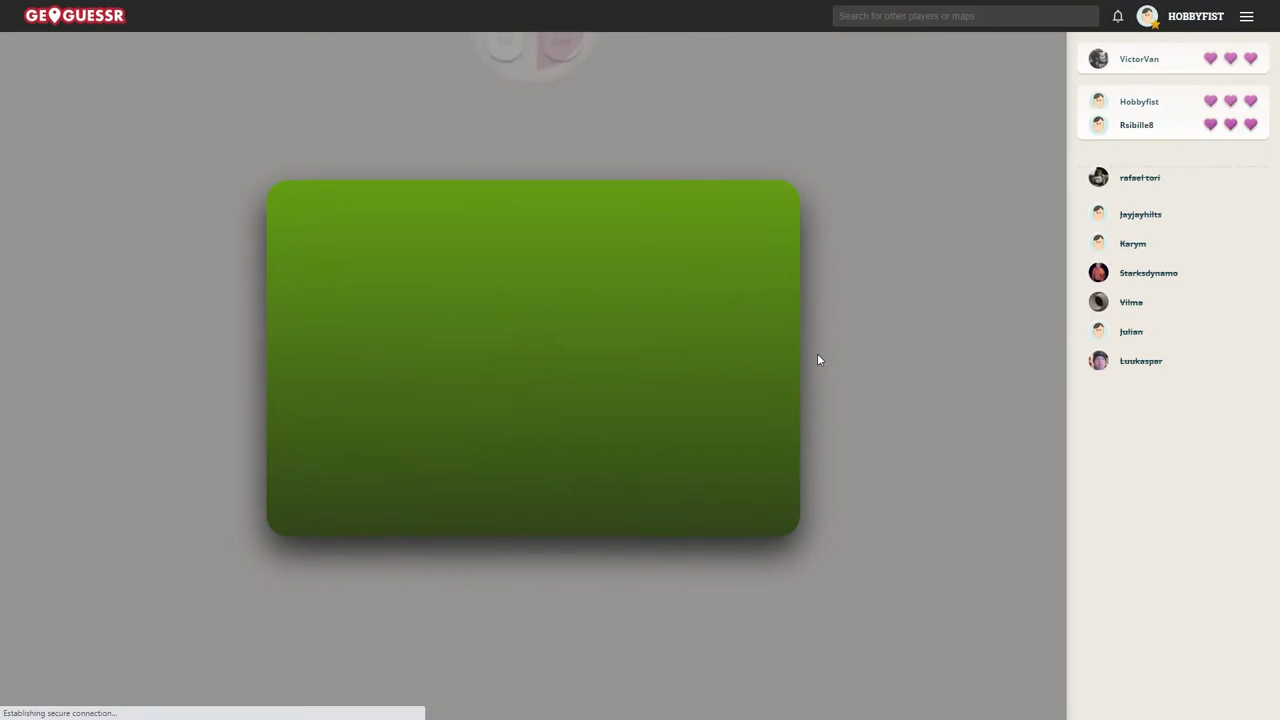 GEOGUESSR
Search for other players or maps
HOBBYFIST
VictorVan
Hobbyfist
Rsibille8
rafael tori
Jayjayhilts
Karym
Starksdynamo
Vilma
Julian
Luukaspar
Establishing secure connection...